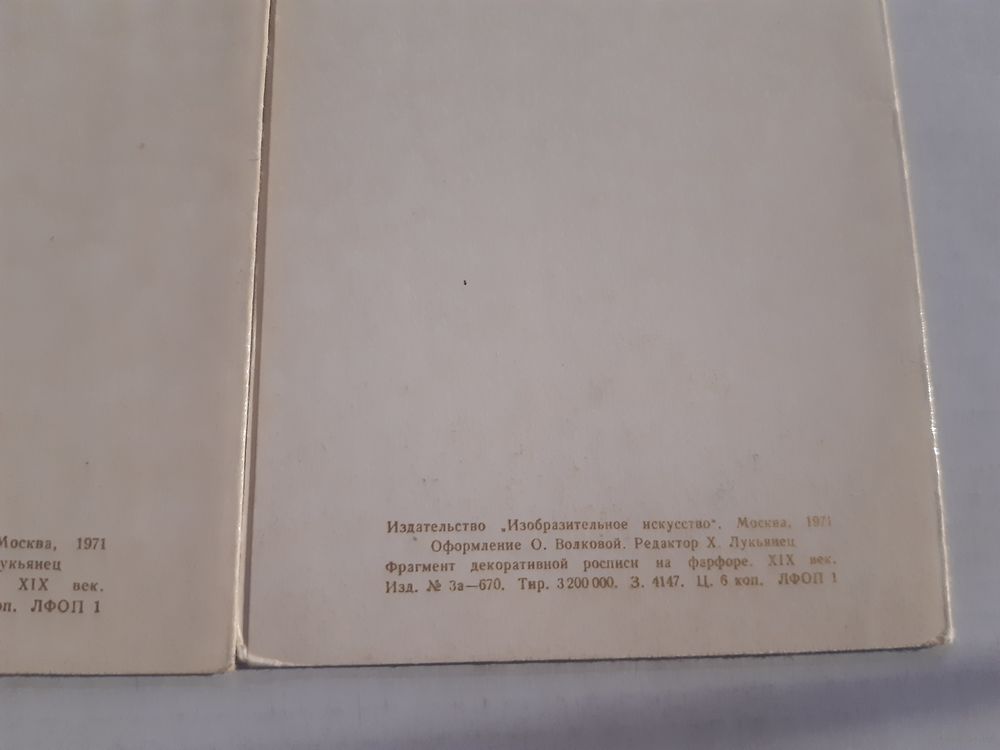 Москва, 1971
XIX век.
ЛФОП 1
Издательство „Изобразительное искусство“. Москва, 1971
Оформление О. Волковой. Редактор Х. Лукьянец
Фрагмент декоративной росписи на фарфоре. XIX век.
Изд. № 3а—670. Тир. 3 200 000. З. 4147. Ц. 6 коп. ЛФОП 1